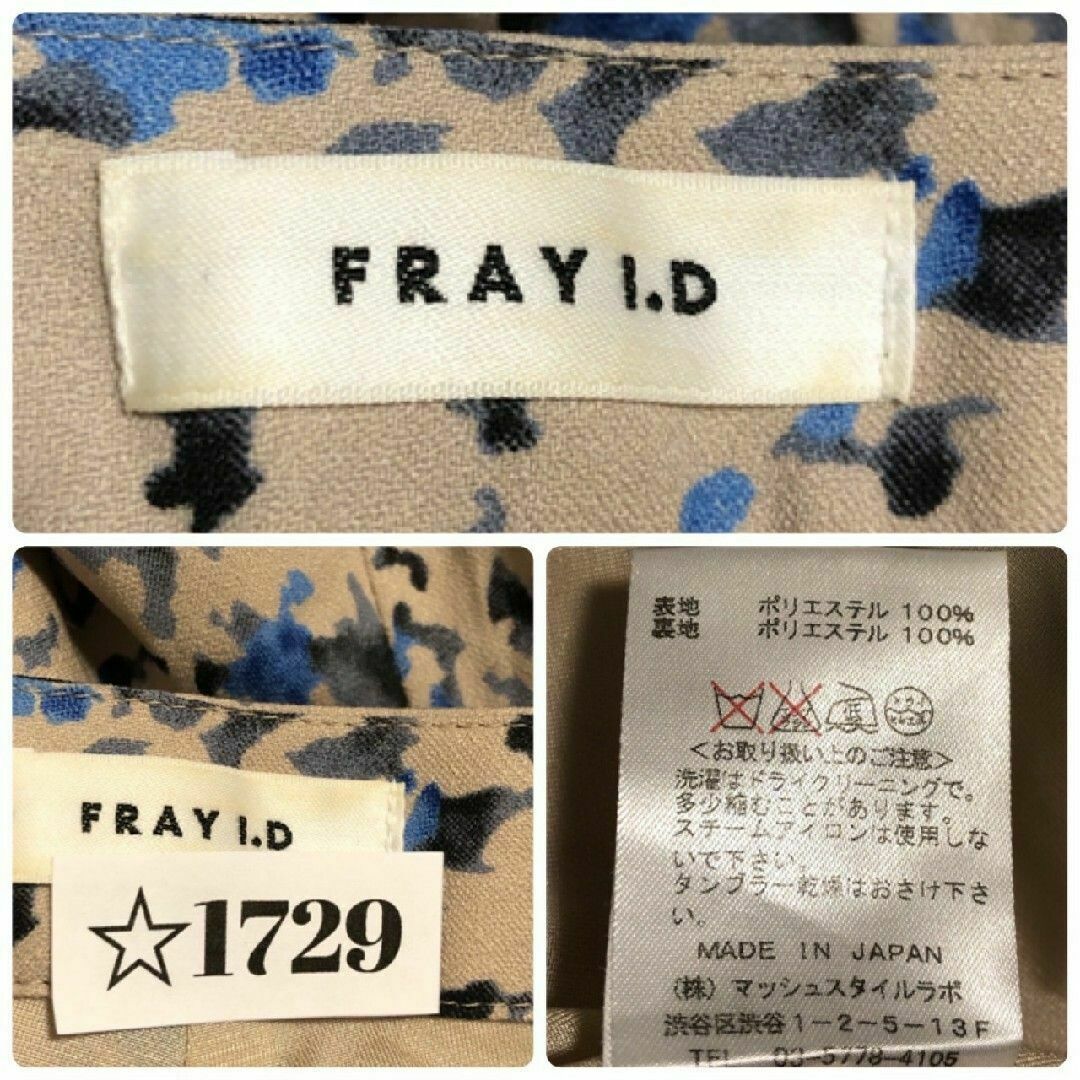 FRAY I.D
FRAY I.D
☆1729
表地 ポリエステル 100%
裏地 ポリエステル 100%
<お取り扱い上のご注意>
洗濯はドライクリーニングで。
多少縮むことがあります。
スチームアイロンは使用しな
いで下さい。
タンブラー乾燥はおさけ下さ
い。
MADE IN JAPAN
(株) マッシュスタイルラボ
渋谷区渋谷1-2-5-13F
TEL 03-5778-4105